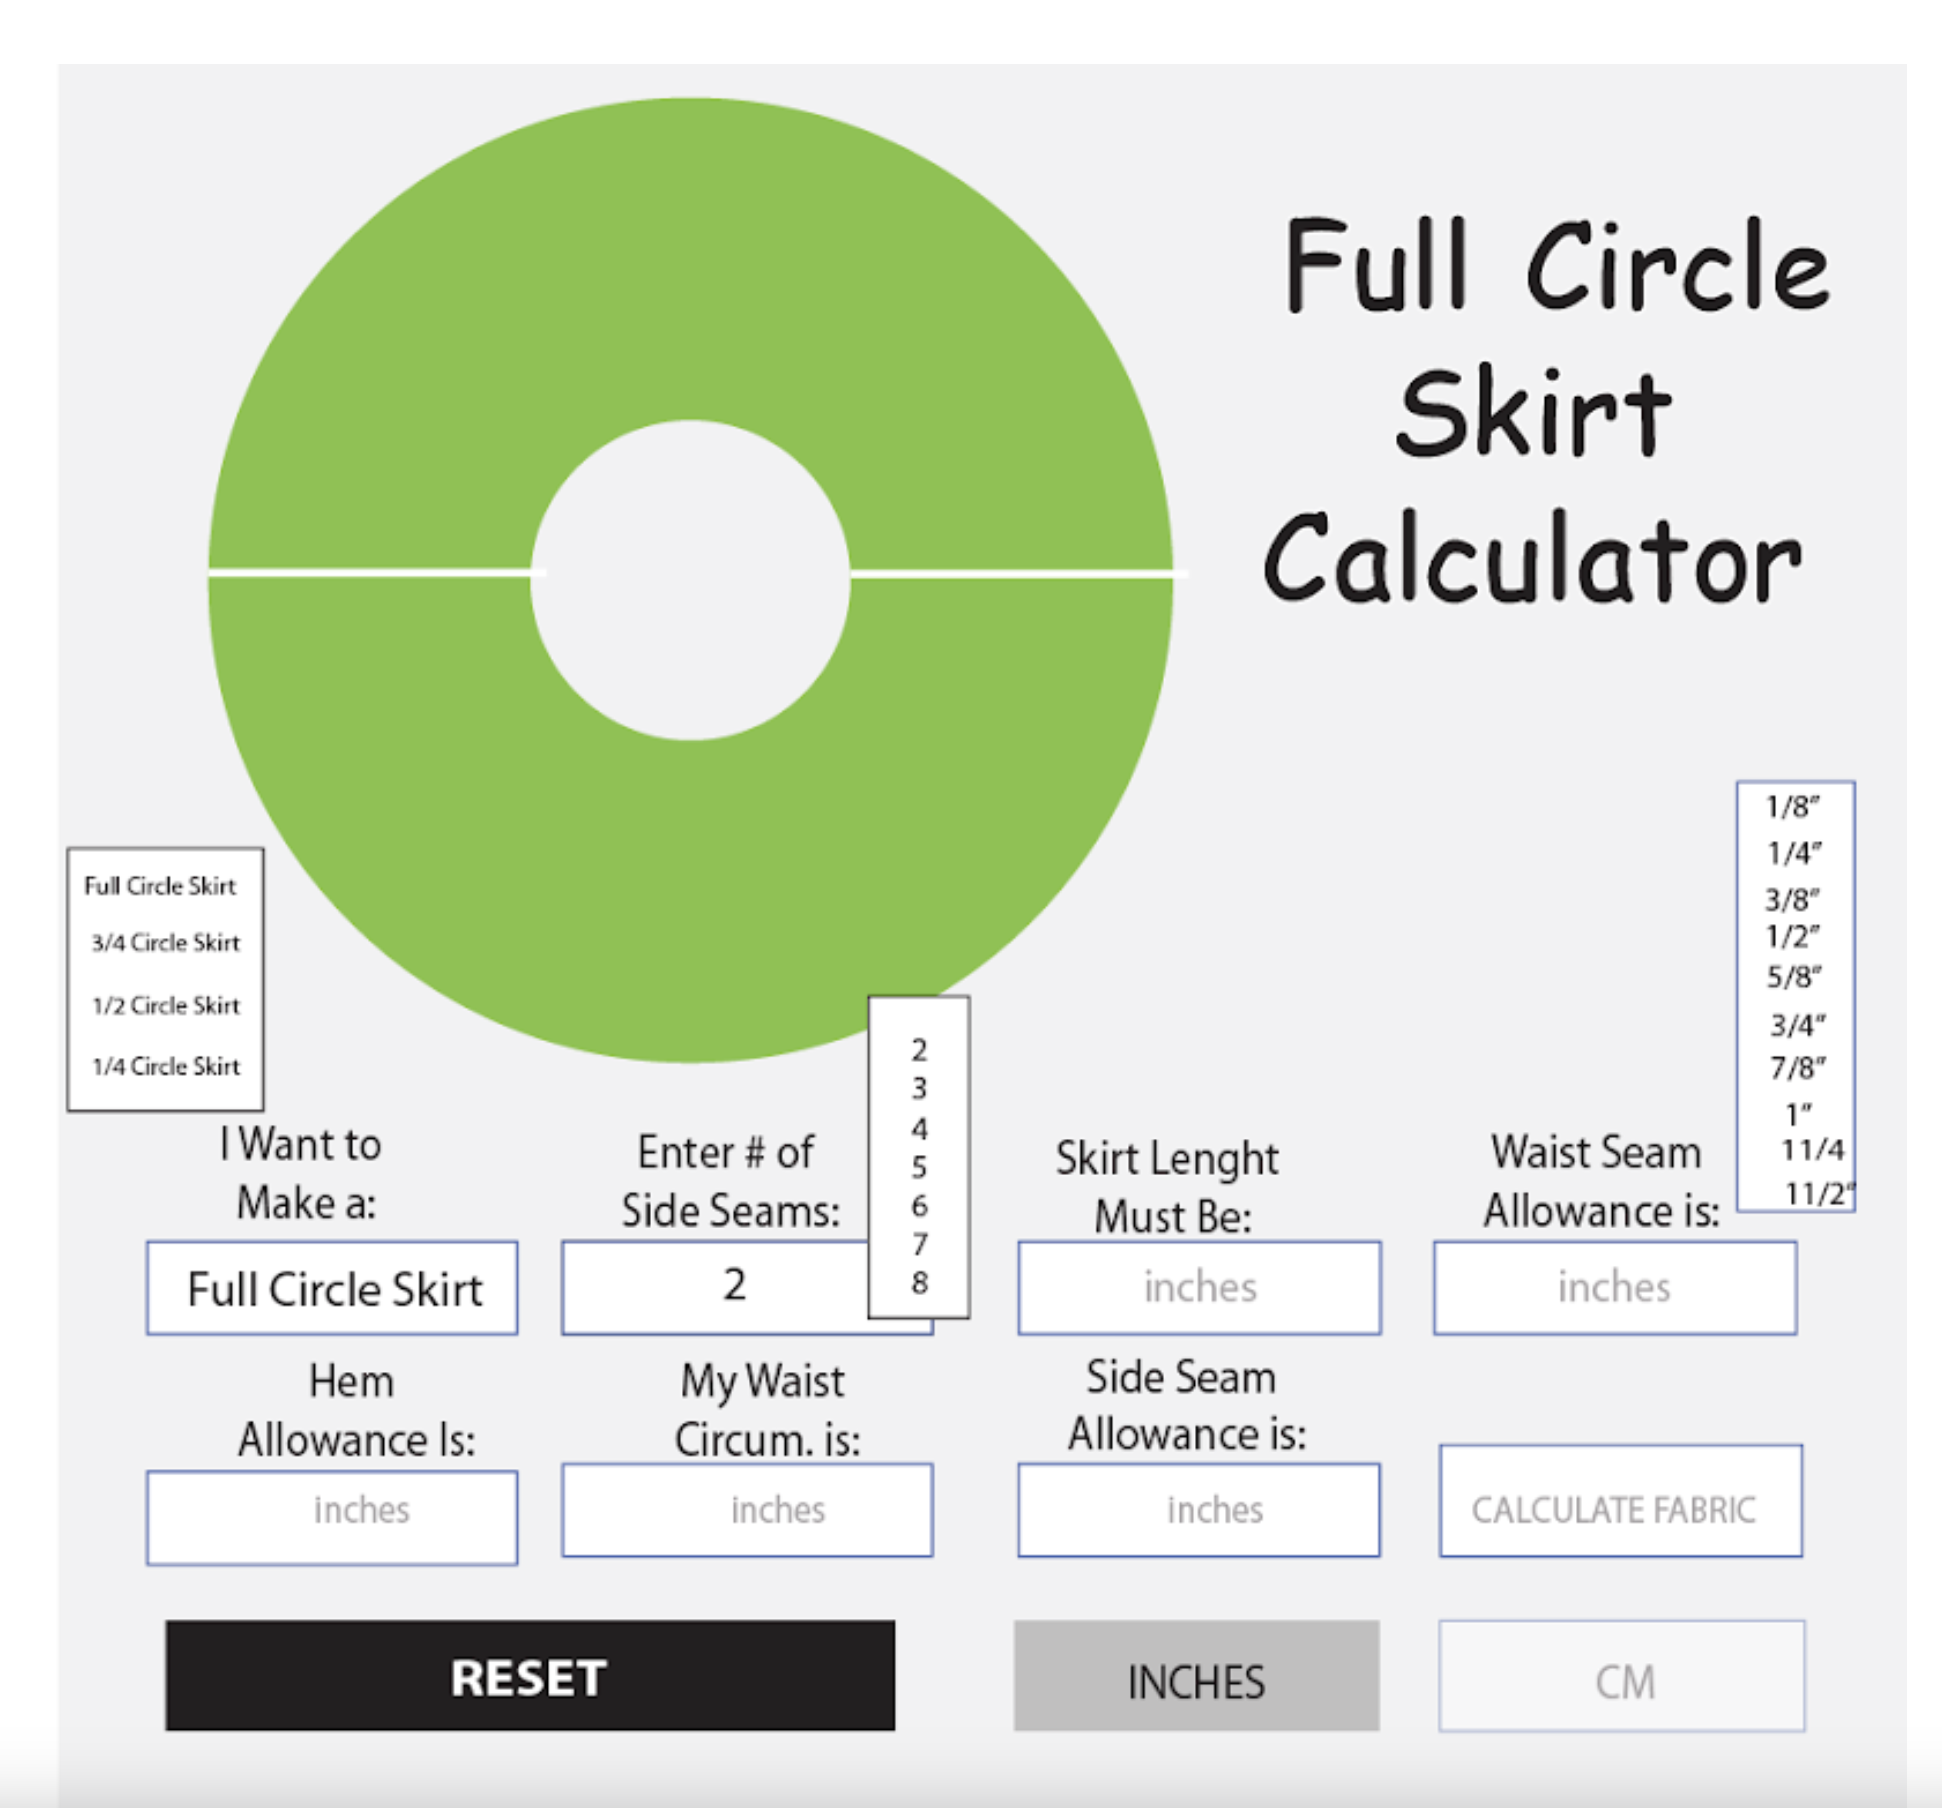 Full Circle
Skirt
Calculator
1/8"
1/4"
3/8"
1/2"
5/8"
3/4"
7/8"
1"
11/4
11/2"
Full Circle Skirt
3/4 Circle Skirt
1/2 Circle Skirt
1/4 Circle Skirt
2
3
4
5
6
7
8
I Want to
Make a:
Full Circle Skirt
Enter # of
Side Seams:
2
Skirt Lenght
Must Be:
inches
Waist Seam
Allowance is:
inches
Hem
Allowance Is:
inches
My Waist
Circum. is:
inches
Side Seam
Allowance is:
inches
CALCULATE FABRIC
RESET
INCHES
CM